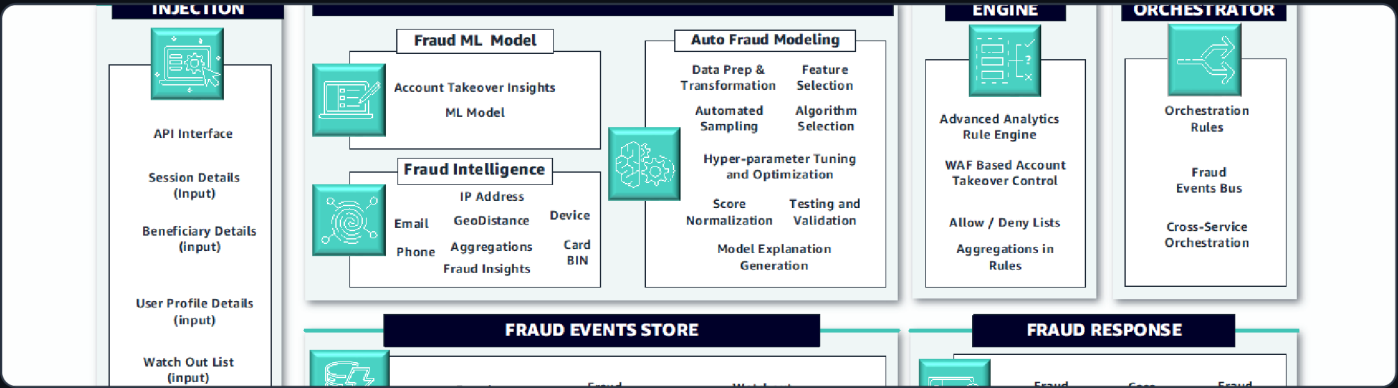 INJECTION
API Interface
Session Details
(Input)
Beneficiary Details
(input)
User Profile Details
(input)
Watch Out List
(input)
Fraud ML Model
Account Takeover Insights
ML Model
Fraud Intelligence
IP Address
Email
GeoDistance
Device
Phone
Aggregations
Card
BIN
Fraud Insights
Auto Fraud Modeling
Data Prep &
Transformation
Feature
Selection
Automated
Sampling
Algorithm
Selection
Hyper-parameter Tuning
and Optimization
Score
Normalization
Testing and
Validation
Model Explanation
Generation
ENGINE
Advanced Analytics
Rule Engine
WAF Based Account
Takeover Control
Allow / Deny Lists
Aggregations in
Rules
ORCHESTRATOR
Orchestration
Rules
Fraud
Events Bus
Cross-Service
Orchestration
FRAUD EVENTS STORE
Fraud
FRAUD RESPONSE
Fraud
Fraud